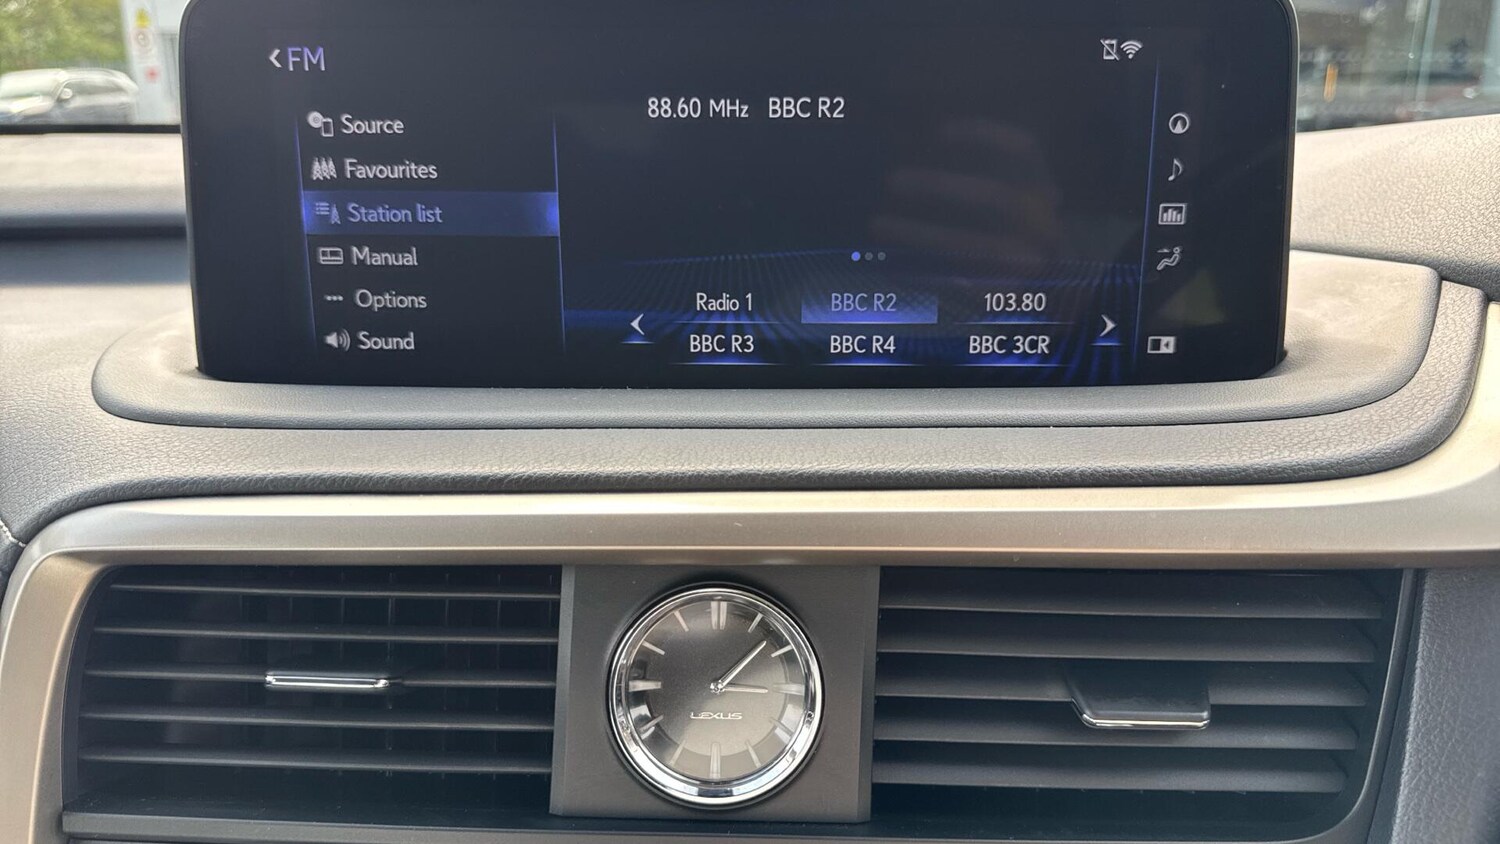 FM
88.60 MHz BBC R2
Source
Favourites
Station list
Manual
Options
Sound
Radio 1
BBC R2
103.80
BBC R3
BBC R4
BBC 3CR
LEXUS